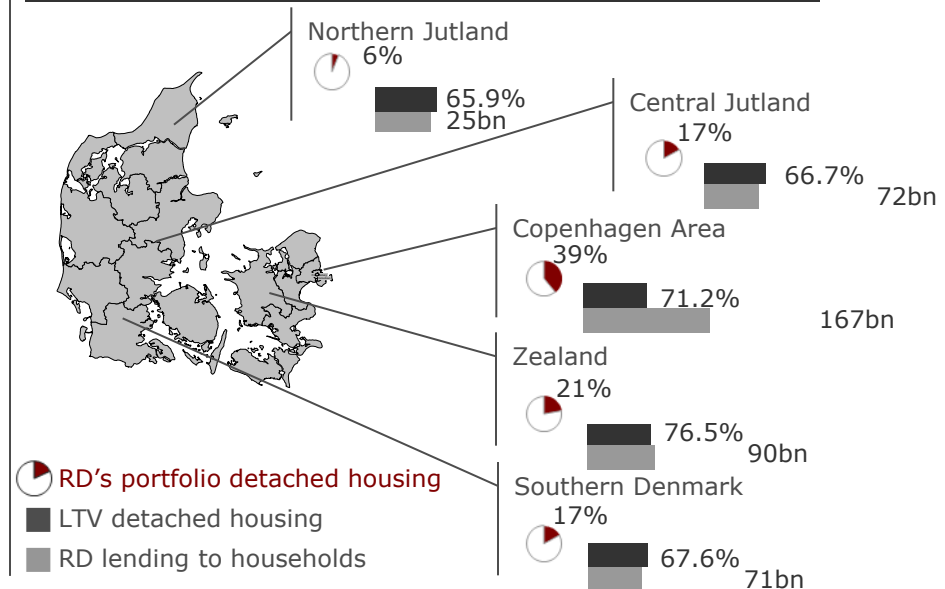 Northern Jutland
6%
65.9%
25bn
Central Jutland
17%
66.7%
72bn
Copenhagen Area
39%
71.2%
167bn
Zealand
21%
76.5%
90bn
Southern Denmark
17%
67.6%
71bn
RD’s portfolio detached housing
LTV detached housing
RD lending to households